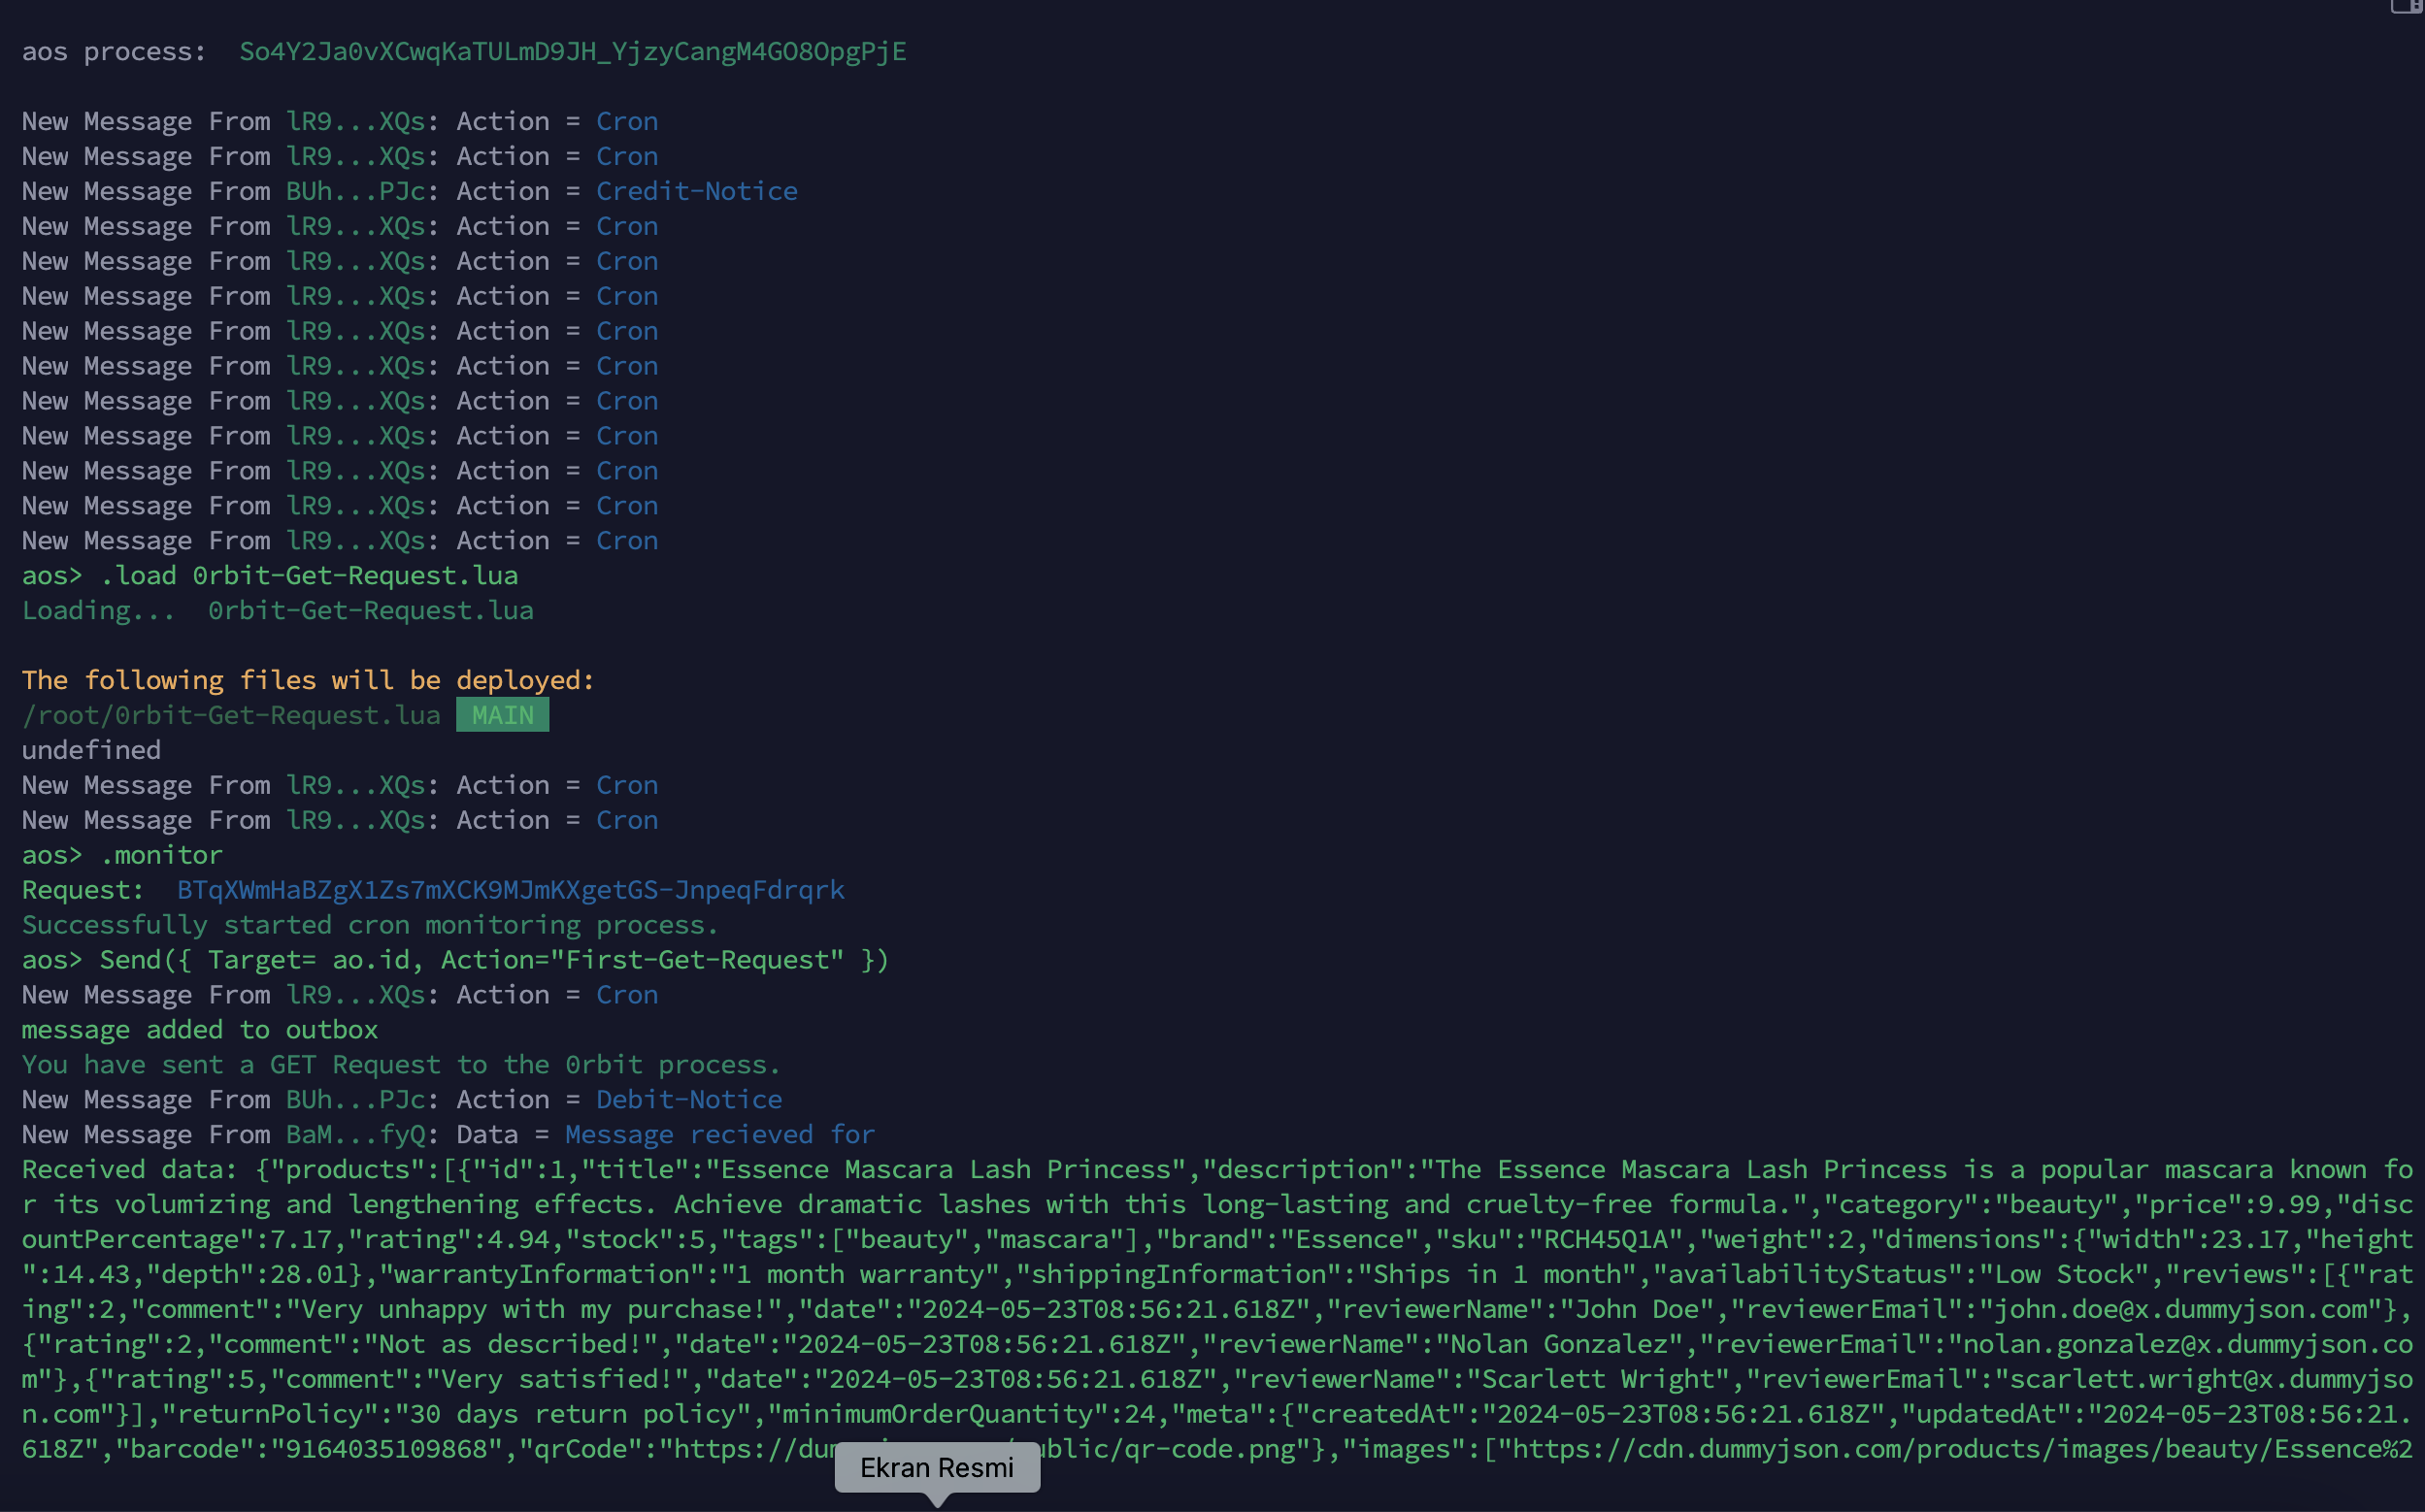 aos process:  So4Y2Ja0vXCwqKaTULmD9JH_YjzyCangM4GO8OpgPjE
New Message From lR9...XQs: Action = Cron
New Message From lR9...XQs: Action = Cron
New Message From BUh...PJc: Action = Credit-Notice
New Message From lR9...XQs: Action = Cron
New Message From lR9...XQs: Action = Cron
New Message From lR9...XQs: Action = Cron
New Message From lR9...XQs: Action = Cron
New Message From lR9...XQs: Action = Cron
New Message From lR9...XQs: Action = Cron
New Message From lR9...XQs: Action = Cron
New Message From lR9...XQs: Action = Cron
New Message From lR9...XQs: Action = Cron
New Message From lR9...XQs: Action = Cron
aos> .load 0rbit-Get-Request.lua
Loading...  0rbit-Get-Request.lua
The following files will be deployed:
/root/0rbit-Get-Request.lua  MAIN
undefined
New Message From lR9...XQs: Action = Cron
New Message From lR9...XQs: Action = Cron
aos> .monitor
Request:  BTqXWmHaBZgX1Zs7mXCK9MJmKXgetGS-JnpeqFdrqrk
Successfully started cron monitoring process.
aos> Send({ Target= ao.id, Action="First-Get-Request" })
New Message From lR9...XQs: Action = Cron
message added to outbox
You have sent a GET Request to the 0rbit process.
New Message From BUh...PJc: Action = Debit-Notice
New Message From BaM...fyQ: Data = Message recieved for
Received data: {"products":[{"id":1,"title":"Essence Mascara Lash Princess","description":"The Essence Mascara Lash Princess is a popular mascara known fo
r its volumizing and lengthening effects. Achieve dramatic lashes with this long-lasting and cruelty-free formula.","category":"beauty","price":9.99,"disc
ountPercentage":7.17,"rating":4.94,"stock":5,"tags":["beauty","mascara"],"brand":"Essence","sku":"RCH45Q1A","weight":2,"dimensions":{"width":23.17,"height
":14.43,"depth":28.01},"warrantyInformation":"1 month warranty","shippingInformation":"Ships in 1 month","availabilityStatus":"Low Stock","reviews":[{"rat
ing":2,"comment":"Very unhappy with my purchase!","date":"2024-05-23T08:56:21.618Z","reviewerName":"John Doe","reviewerEmail":"john.doe@x.dummyjson.com"},
{"rating":2,"comment":"Not as described!","date":"2024-05-23T08:56:21.618Z","reviewerName":"Nolan Gonzalez","reviewerEmail":"nolan.gonzalez@x.dummyjson.co
m"},{"rating":5,"comment":"Very satisfied!","date":"2024-05-23T08:56:21.618Z","reviewerName":"Scarlett Wright","reviewerEmail":"scarlett.wright@x.dummyjso
n.com"}],"returnPolicy":"30 days return policy","minimumOrderQuantity":24,"meta":{"createdAt":"2024-05-23T08:56:21.618Z","updatedAt":"2024-05-23T08:56:21.
618Z","barcode":"9164035109868","qrCode":"https://du ublic/qr-code.png"},"images":["https://cdn.dummyjson.com/products/images/beauty/Essence%2
Ekran Resmi